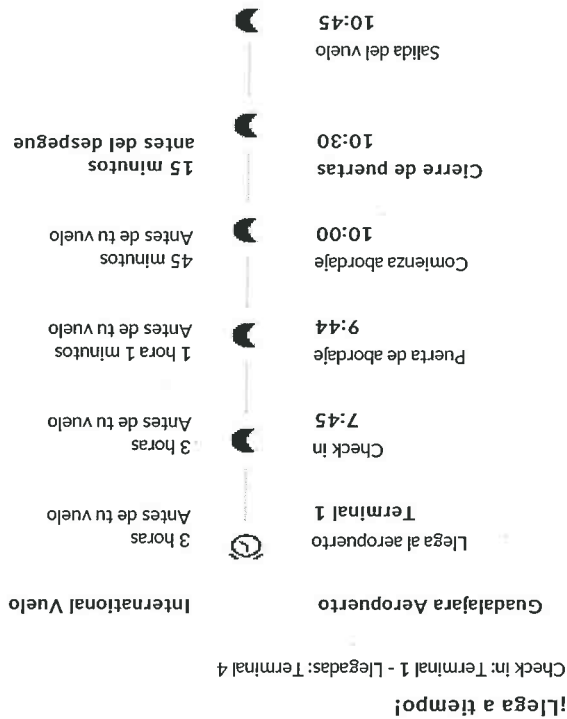 ¡Llega a tiempo!
Check in: Terminal 1 - Llegadas: Terminal 4
Guadalajara Aeropuerto
International Vuelo
Llega al aeropuerto
Terminal 1
3 horas
Antes de tu vuelo
Check in
7:45
3 horas
Antes de tu vuelo
Puerta de abordaje
9:44
1 hora 1 minutos
Antes de tu vuelo
Comienza abordaje
10:00
45 minutos
Antes de tu vuelo
Cierre de puertas
10:30
15 minutos
antes del despegue
Salida del vuelo
10:45